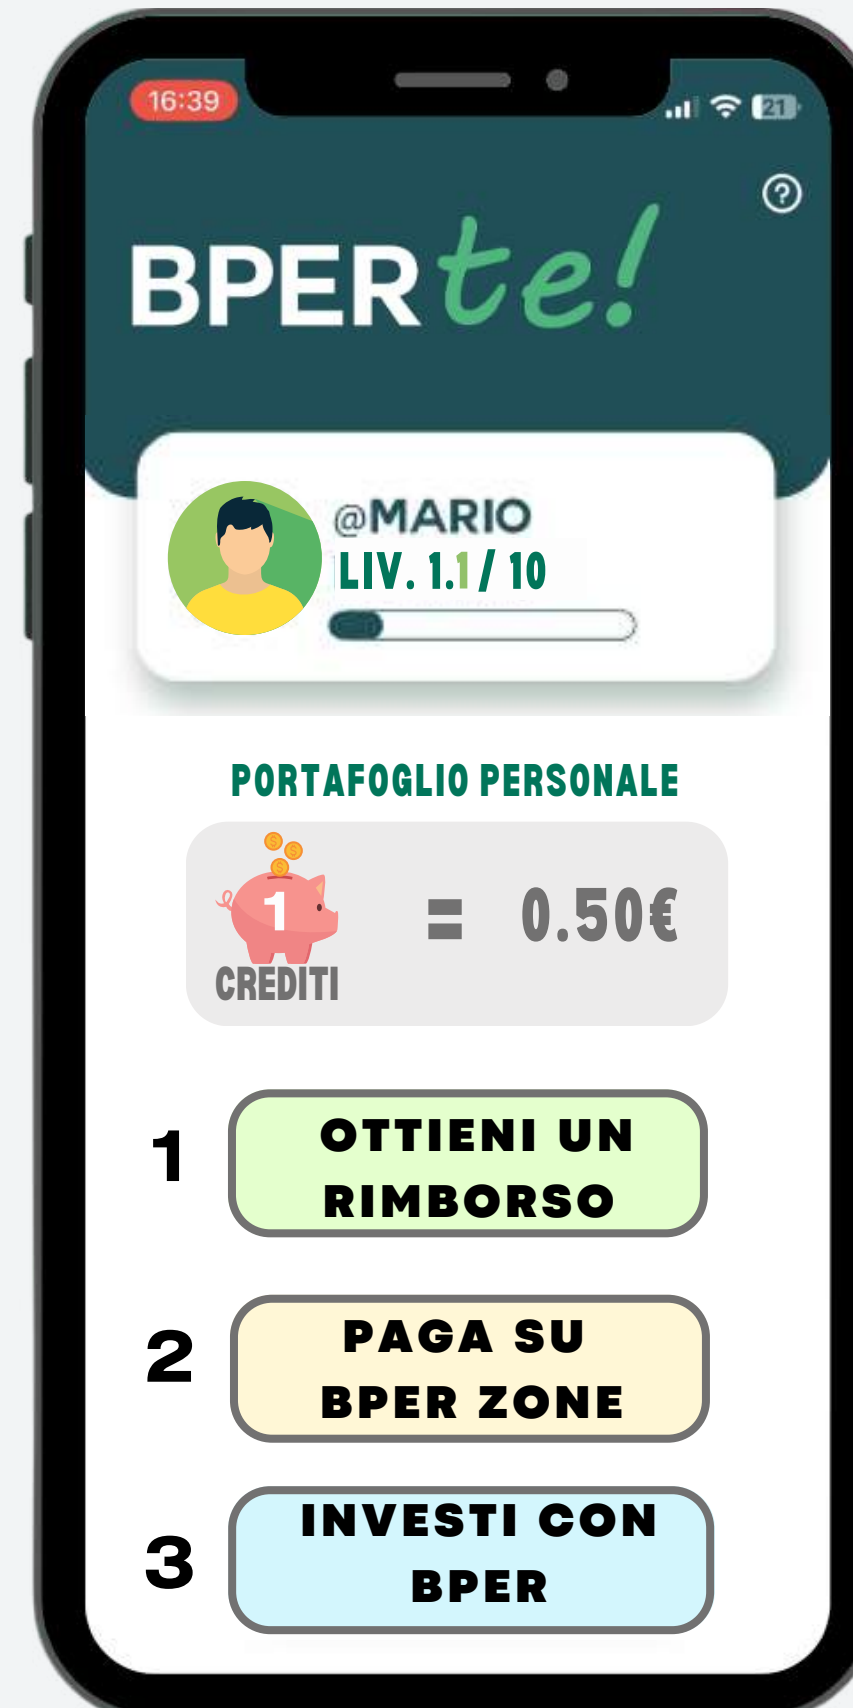 16:39
21
?
BPERte!
@MARIO
LIV. 1.1 / 10
PORTAFOGLIO PERSONALE
1
= 0.50€
CREDITI
1
OTTIENI UN
RIMBORSO
2
PAGA SU
BPER ZONE
3
INVESTI CON
BPER